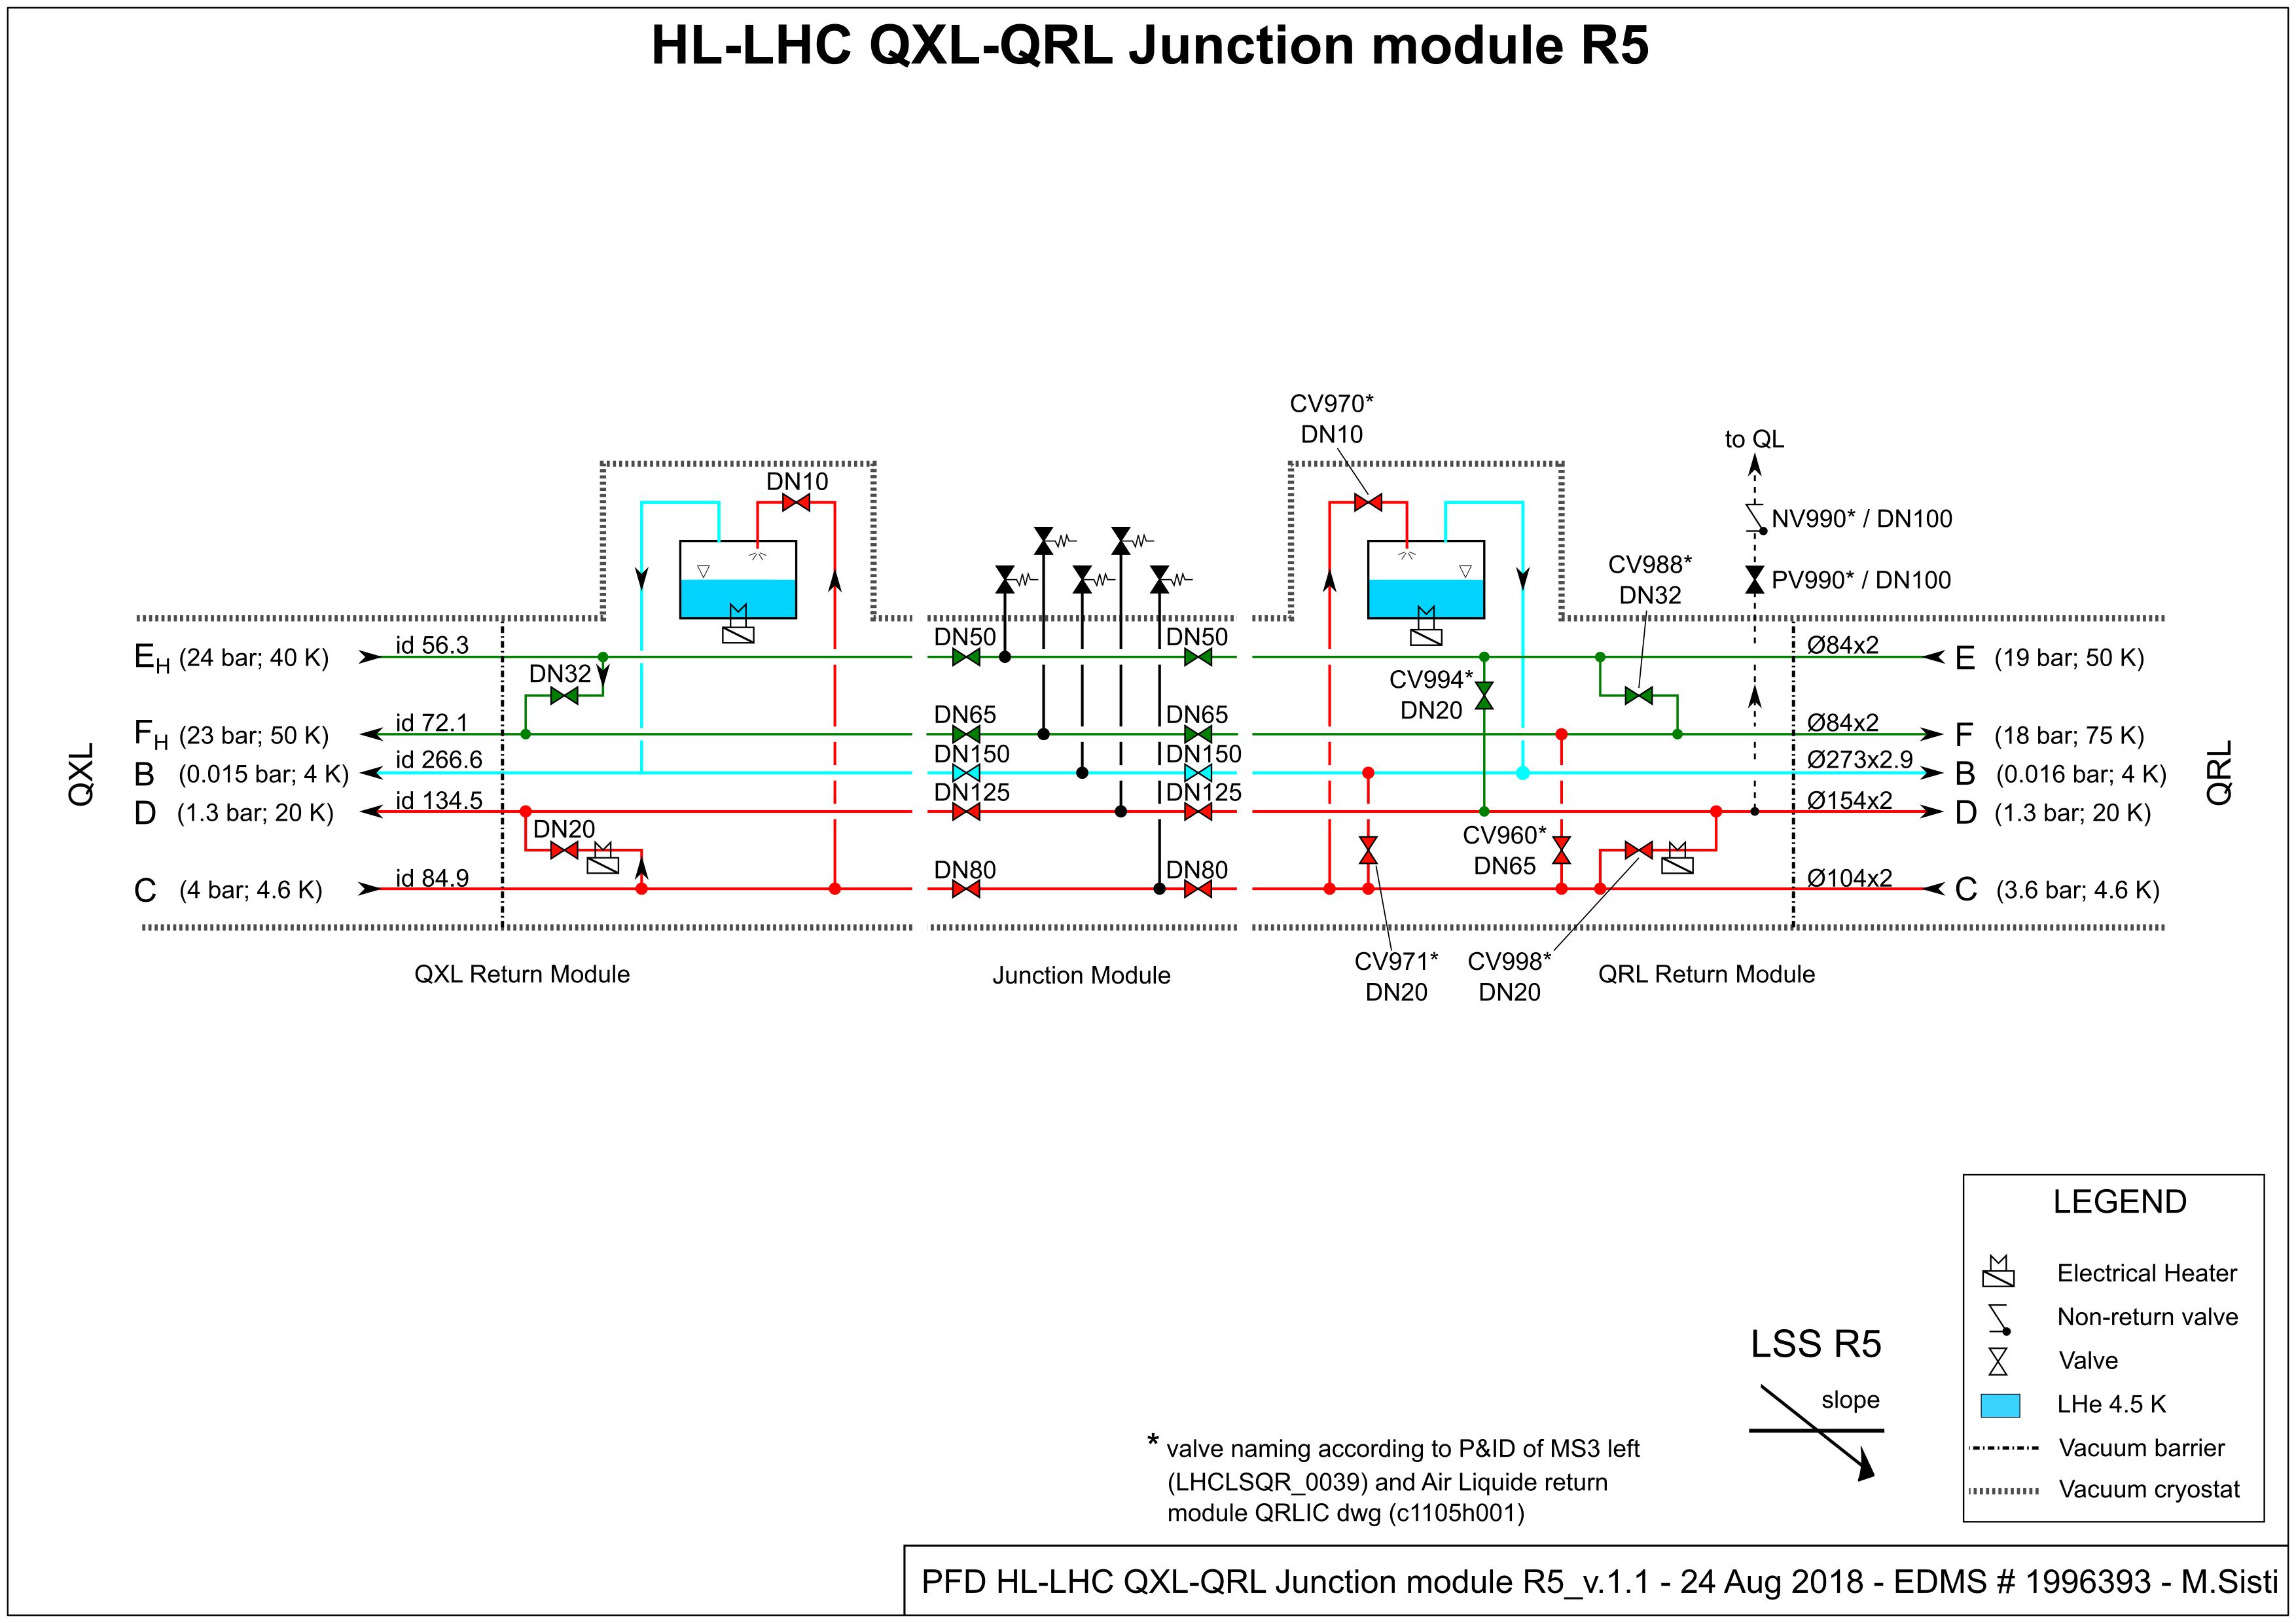 HL-LHC QXL-QRL Junction module R5
CV970*
DN10
to QL
DN10
NV990* / DN100
CV988*
DN32
PV990* / DN100
EH (24 bar; 40 K)
id 56.3
DN50
DN50
Ø84x2
E (19 bar; 50 K)
DN32
CV994*
DN20
FH (23 bar; 50 K)
id 72.1
DN65
DN65
Ø84x2
F (18 bar; 75 K)
QXL
B (0.015 bar; 4 K)
id 266.6
DN150
DN150
Ø273x2.9
B (0.016 bar; 4 K)
QRL
D (1.3 bar; 20 K)
id 134.5
DN125
DN125
Ø154x2
D (1.3 bar; 20 K)
DN20
CV960*
DN65
C (4 bar; 4.6 K)
id 84.9
DN80
DN80
Ø104x2
C (3.6 bar; 4.6 K)
CV971*
DN20
CV998*
DN20
QXL Return Module
Junction Module
QRL Return Module
LEGEND
Electrical Heater
Non-return valve
Valve
LHe 4.5 K
Vacuum barrier
Vacuum cryostat
LSS R5
slope
* valve naming according to P&ID of MS3 left
(LHCLSQR_0039) and Air Liquide return
module QRLIC dwg (c1105h001)
PFD HL-LHC QXL-QRL Junction module R5_v.1.1 - 24 Aug 2018 - EDMS # 1996393 - M.Sisti